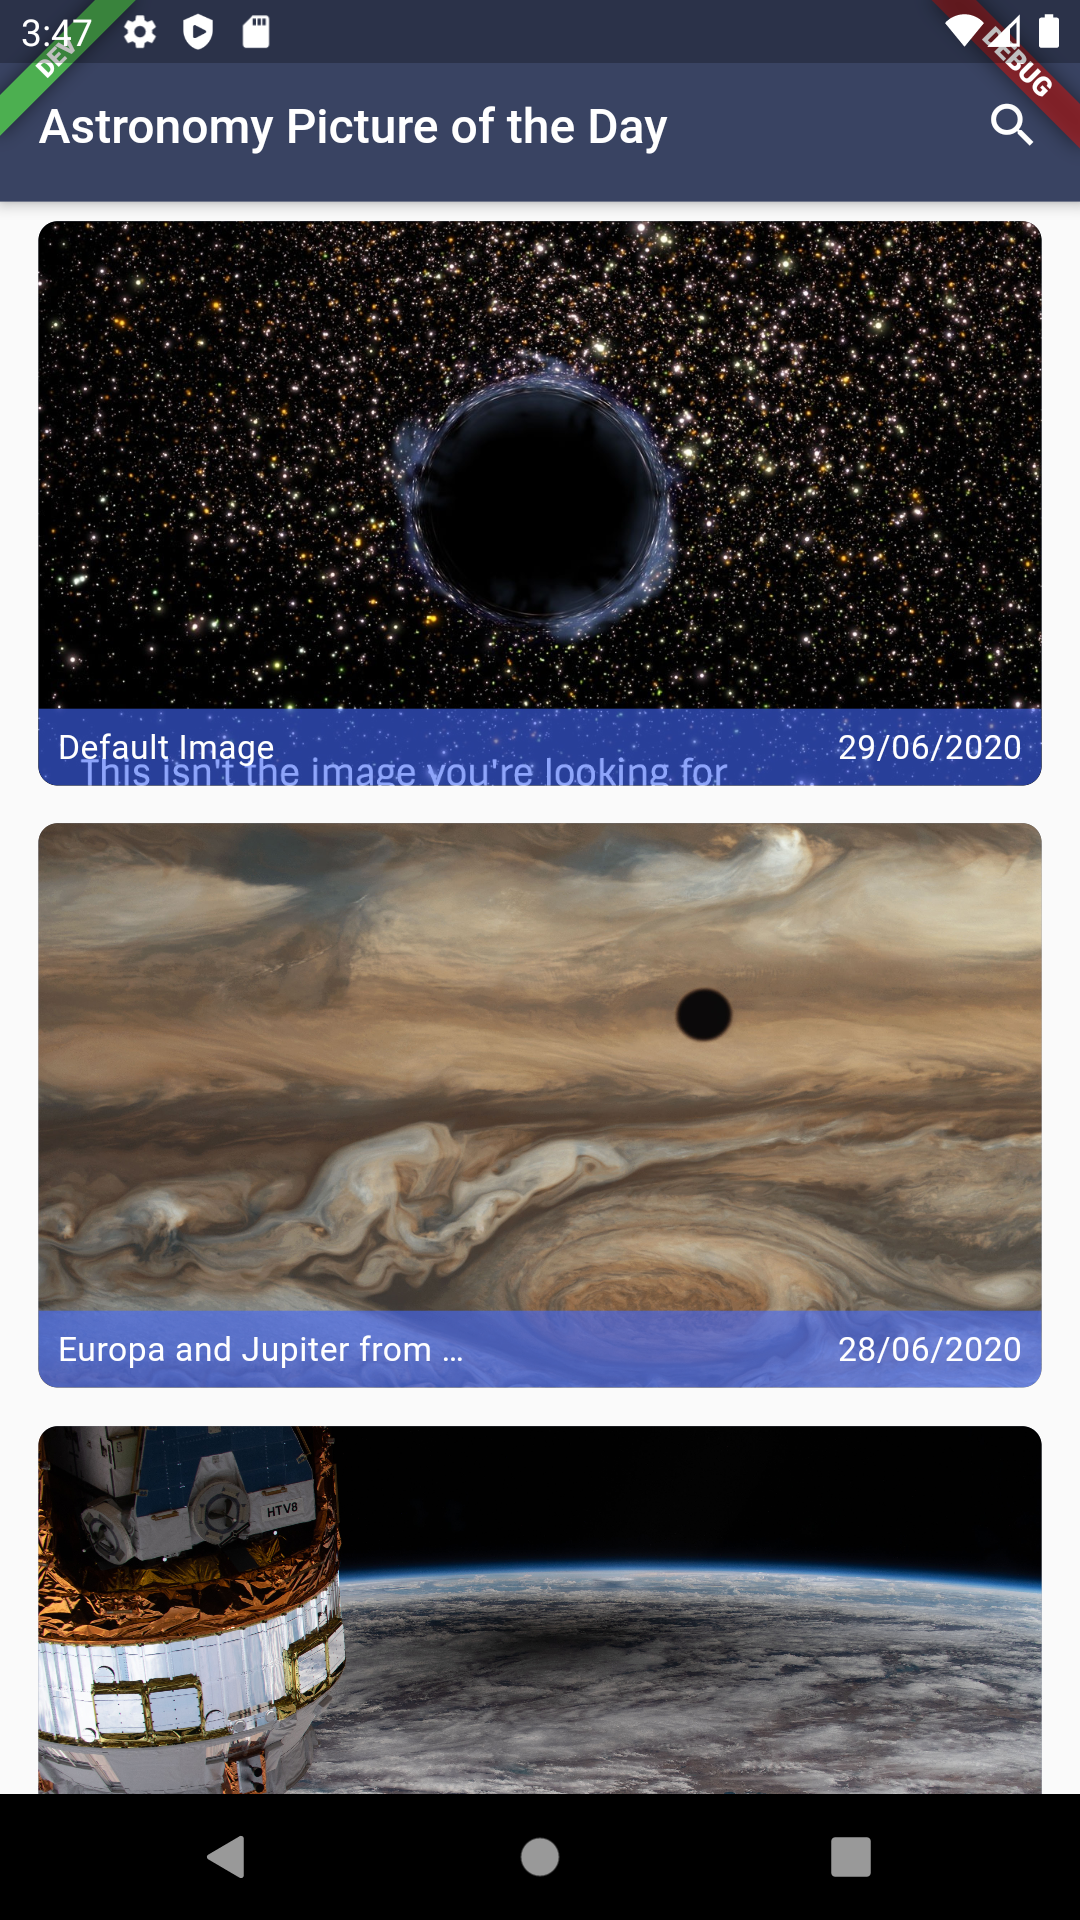 3:47
DEV
DEBUG
Astronomy Picture of the Day
Default Image
29/06/2020
This isn't the image you're looking for
Europa and Jupiter from ...
28/06/2020
HTV8